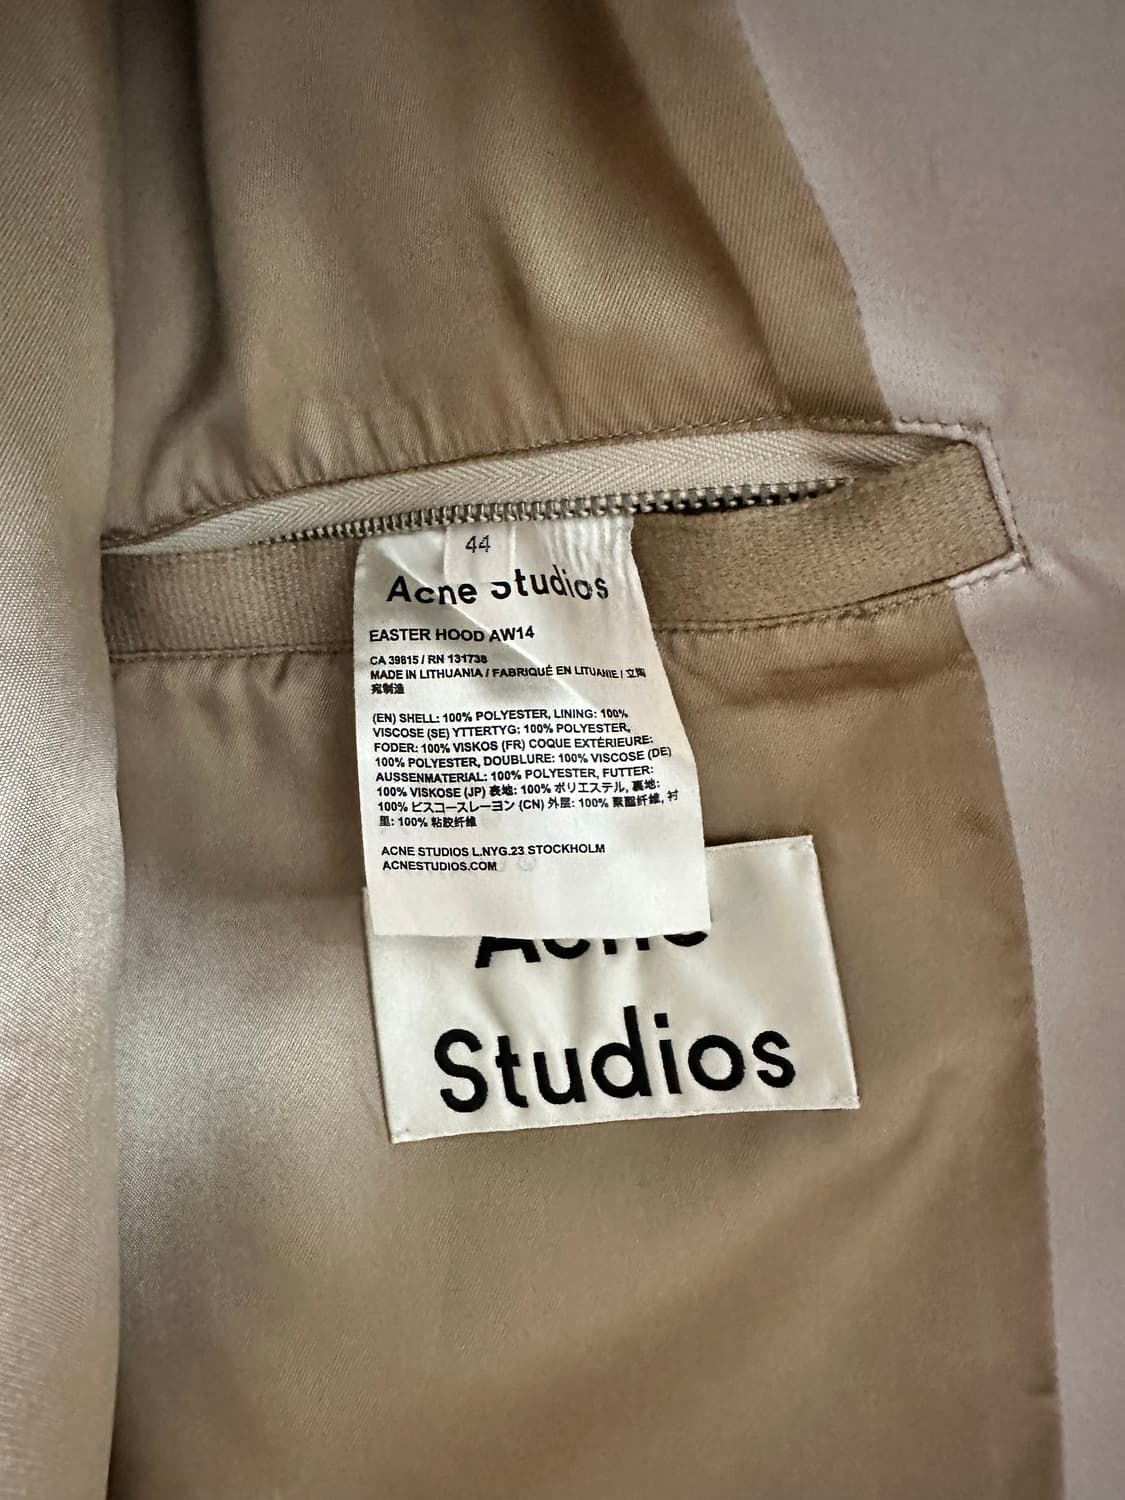 44
Acne Studios
EASTER HOOD AW14
CA 39815 / RN 131738
MADE IN LITHUANIA / FABRIQUÉ EN LITUANIE / 立陶
宛制造
(EN) SHELL: 100% POLYESTER, LINING: 100%
VISCOSE (SE) YTTERTYG: 100% POLYESTER,
FODER: 100% VISKOS (FR) COQUE EXTÉRIEURE:
100% POLYESTER, DOUBLURE: 100% VISCOSE (DE)
AUSSENMATERIAL: 100% POLYESTER, FUTTER:
100% VISKOSE (JP) 表地: 100% ポリエステル, 裏地:
100% ビスコースレーヨン (CN) 外层: 100% 聚酯纤维, 衬
里: 100% 粘胶纤维
ACNE STUDIOS L.NYG.23 STOCKHOLM
ACNESTUDIOS.COM
Acne
Studios